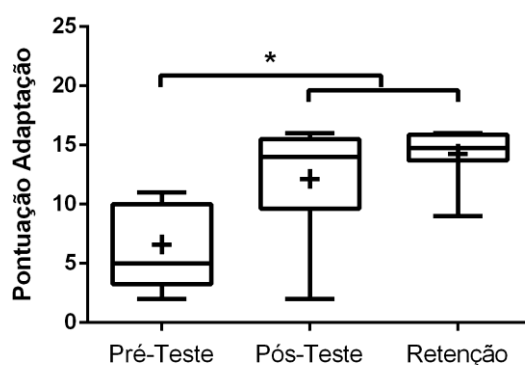 Pontuação Adaptação
25
20
15
10
5
0
*
Pré-Teste
Pós-Teste
Retenção